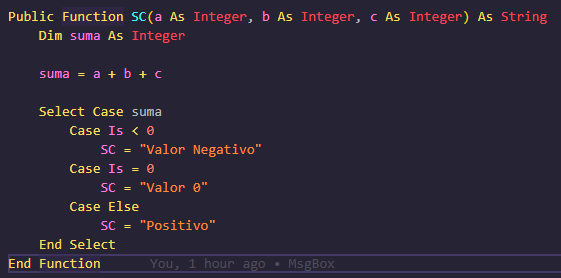 Public Function SC(a As Integer, b As Integer, c As Integer) As String
    Dim suma As Integer
    suma = a + b + c
    Select Case suma
        Case Is < 0
            SC = "Valor Negativo"
        Case Is = 0
            SC = "Valor 0"
        Case Else
            SC = "Positivo"
    End Select
End Function You, 1 hour ago • MsgBox